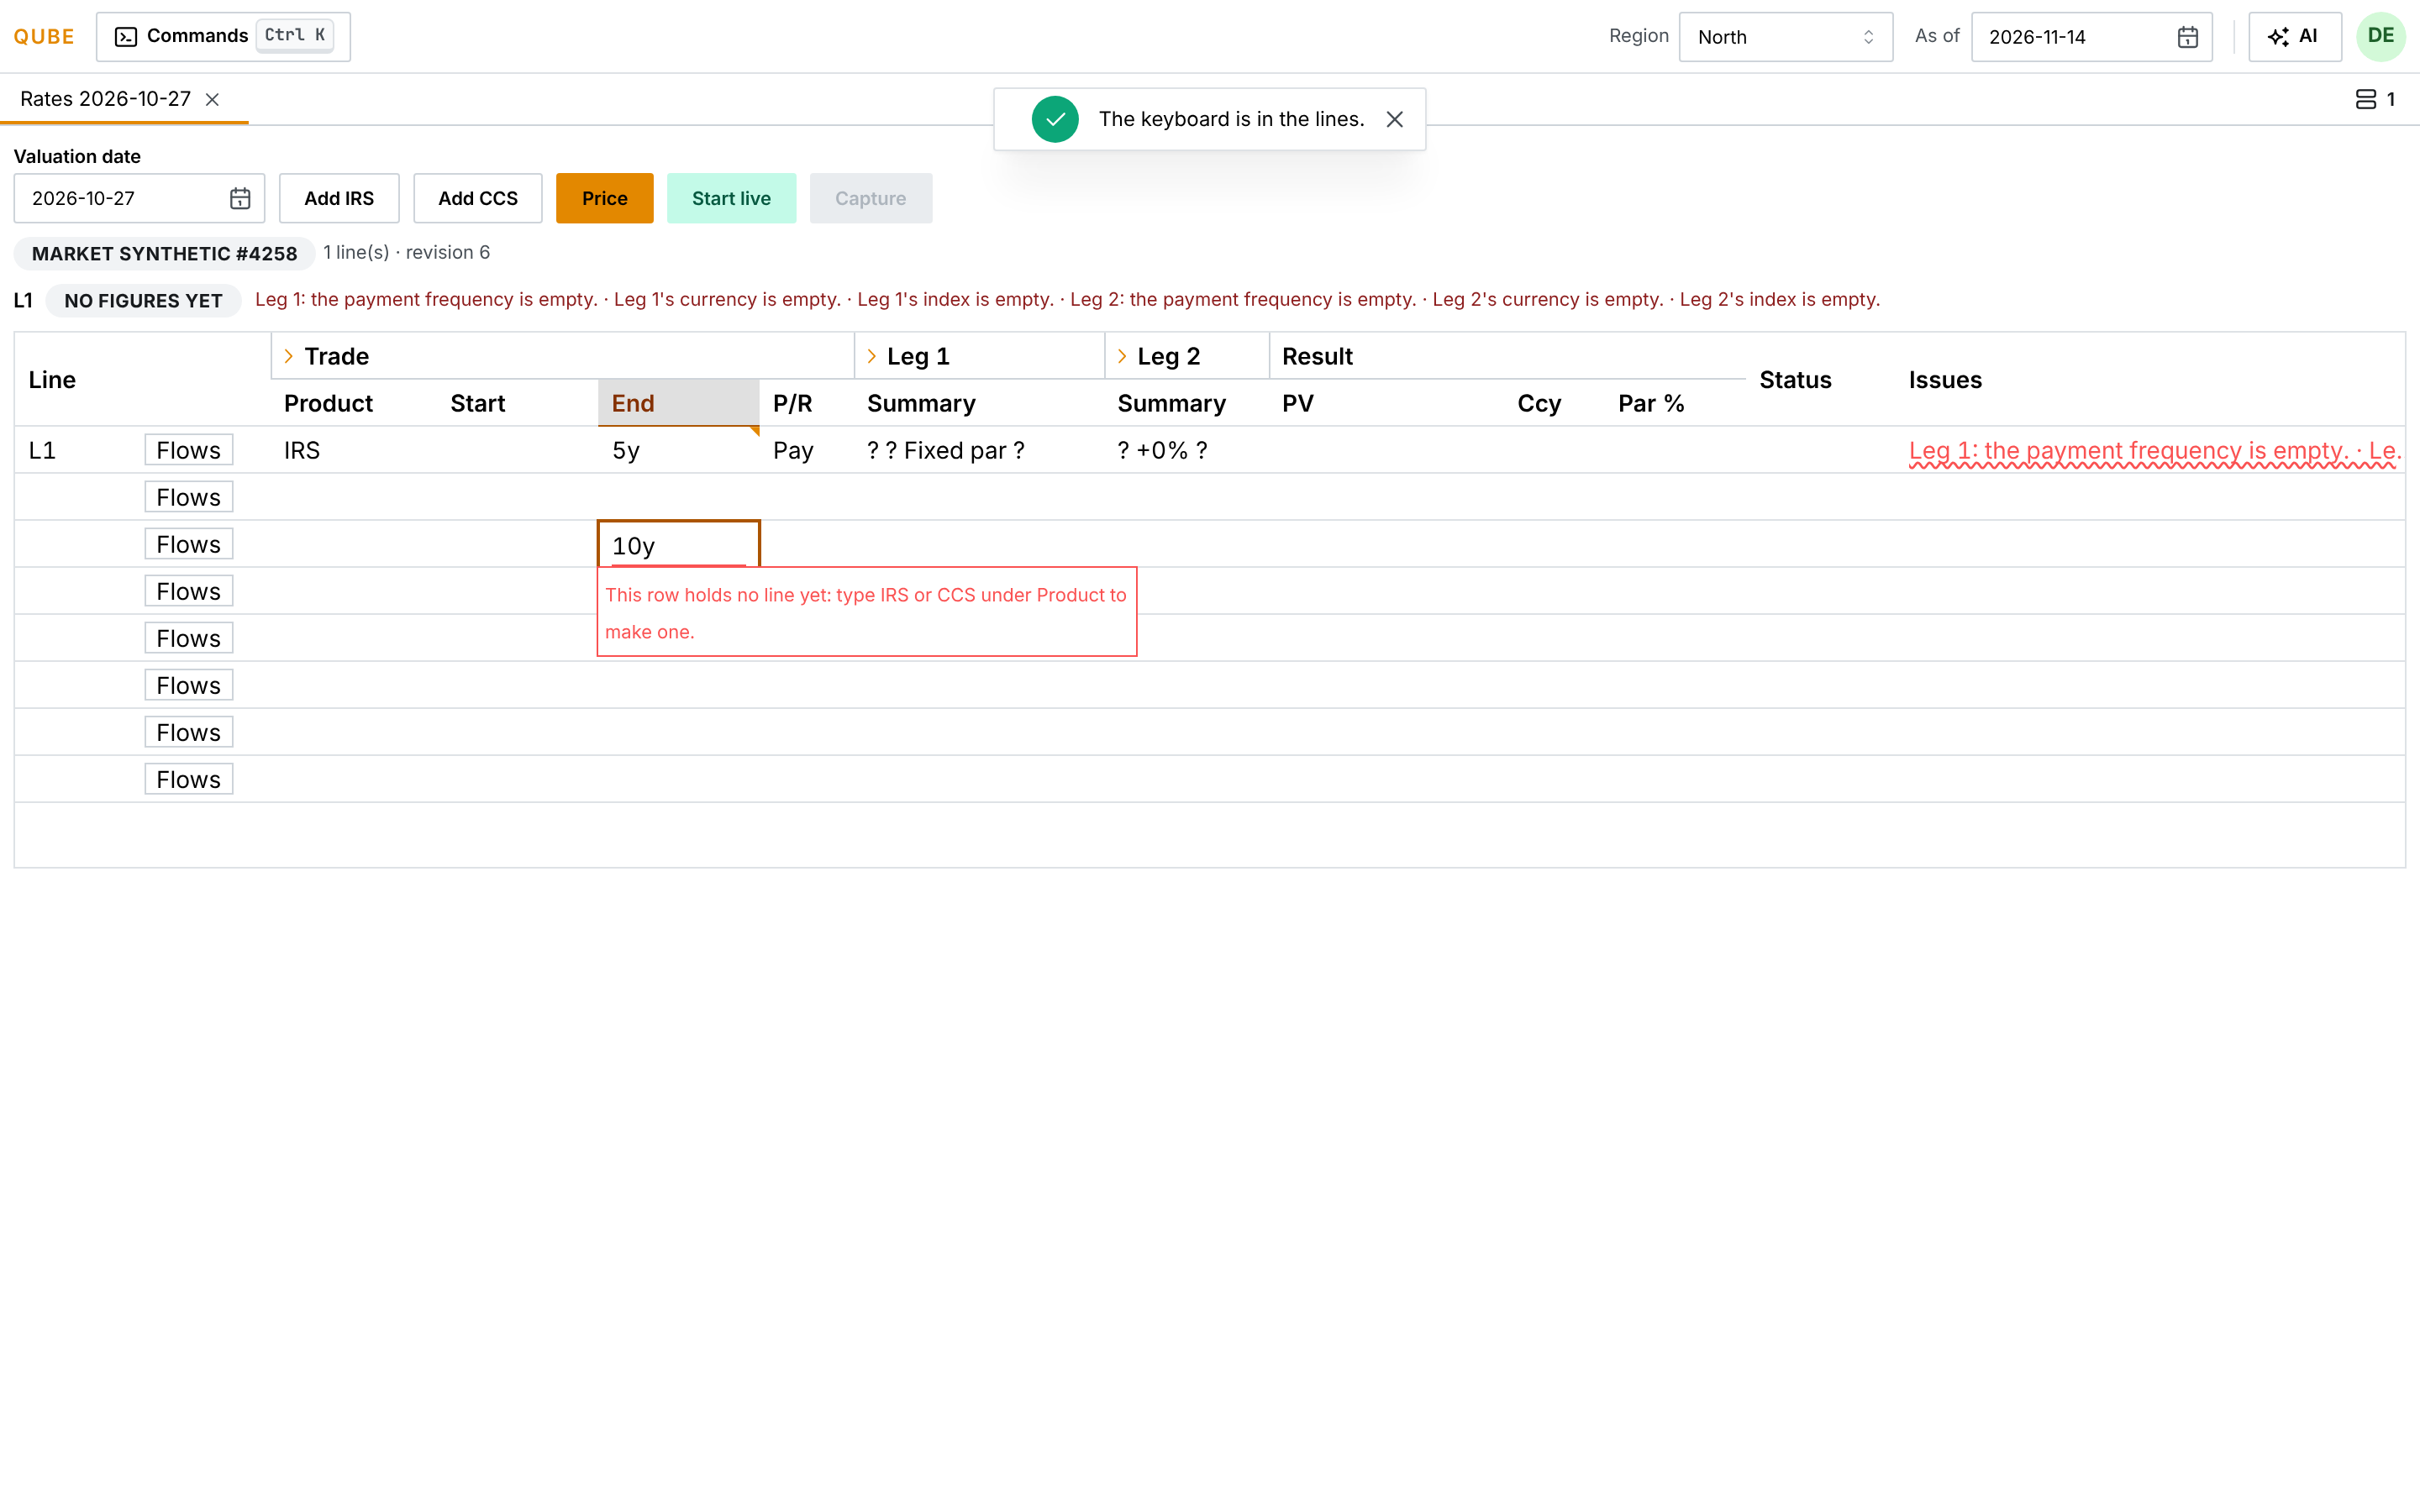 QUBE Commands Ctrl K Region North As of 2026-11-14 AI DE
Rates 2026-10-27 1
The keyboard is in the lines.
Valuation date
2026-10-27 Add IRS Add CCS Price Start live Capture
MARKET SYNTHETIC #4258 1 line(s) · revision 6
L1 NO FIGURES YET Leg 1: the payment frequency is empty. · Leg 1's currency is empty. · Leg 1's index is empty. · Leg 2: the payment frequency is empty. · Leg 2's currency is empty. · Leg 2's index is empty.
Line Trade Leg 1 Leg 2 Result Status Issues
Product Start End P/R Summary Summary PV Ccy Par %
L1 Flows IRS 5y Pay ? ? Fixed par ? ? +0% ? Leg 1: the payment frequency is empty. · Le.
Flows
Flows 10y
Flows
This row holds no line yet: type IRS or CCS under Product to
make one.
Flows
Flows
Flows
Flows